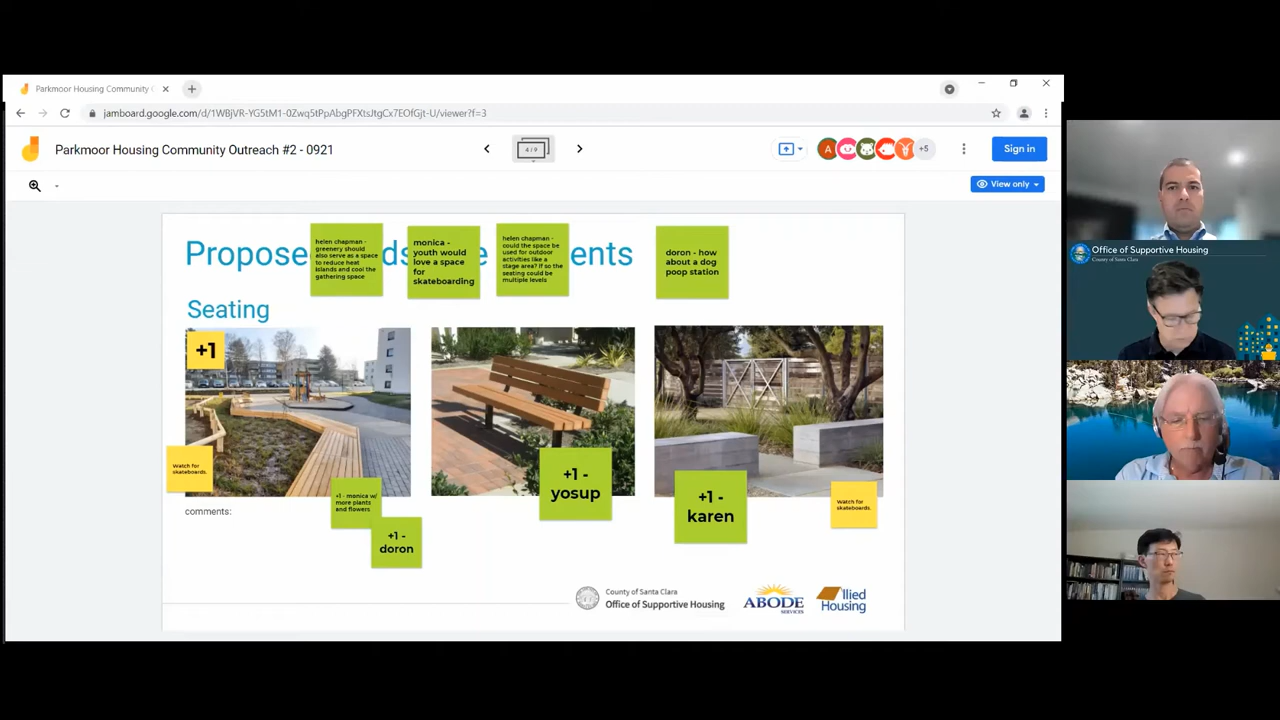 Parkmoor Housing Community
jamboard.google.com/d/1WBjVR-YG5tM1-0Zwq5tPpAbgPFXtsJtgCx7EOfGjt-U/viewer?f=3
Parkmoor Housing Community Outreach #2 - 0921
4/9
A
+5
Sign in
View only
helen chapman -
greenery should
also serve as a space
to reduce heat
islands and cool the
gathering space
monica -
youth would
love a space
for
skateboarding
helen chapman -
could the space be
used for outdoor
activities like a
stage area? If so the
seating could be
multiple levels
doron - how
about a dog
poop station
Seating
+1
Watch for
skateboards.
+1 - monica w/
more plants
and flowers
+1 -
doron
+1 -
yosup
+1 -
karen
Watch for
skateboards.
comments:
County of Santa Clara
Office of Supportive Housing
ABODE
SERVICES
Allied
Housing
Office of Supportive Housing
County of Santa Clara